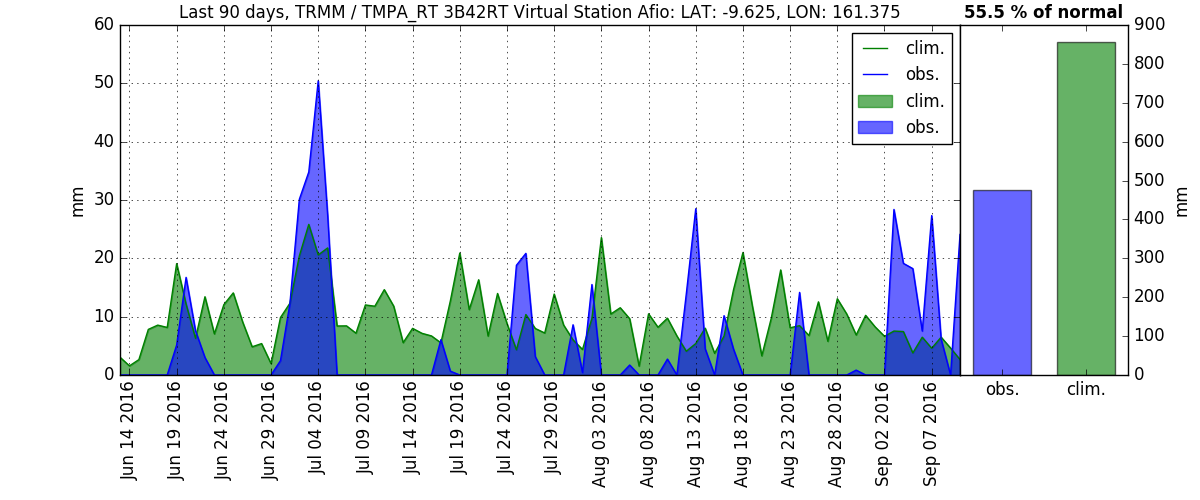 Last 90 days, TRMM / TMPA_RT 3B42RT Virtual Station Afio: LAT: -9.625, LON: 161.375
55.5 % of normal
60
50
40
30
20
10
0
mm
clim.
obs.
clim.
obs.
900
800
700
600
500
400
300
200
100
0
mm
Jun 14 2016
Jun 19 2016
Jun 24 2016
Jun 29 2016
Jul 04 2016
Jul 09 2016
Jul 14 2016
Jul 19 2016
Jul 24 2016
Jul 29 2016
Aug 03 2016
Aug 08 2016
Aug 13 2016
Aug 18 2016
Aug 23 2016
Aug 28 2016
Sep 02 2016
Sep 07 2016
obs.
clim.